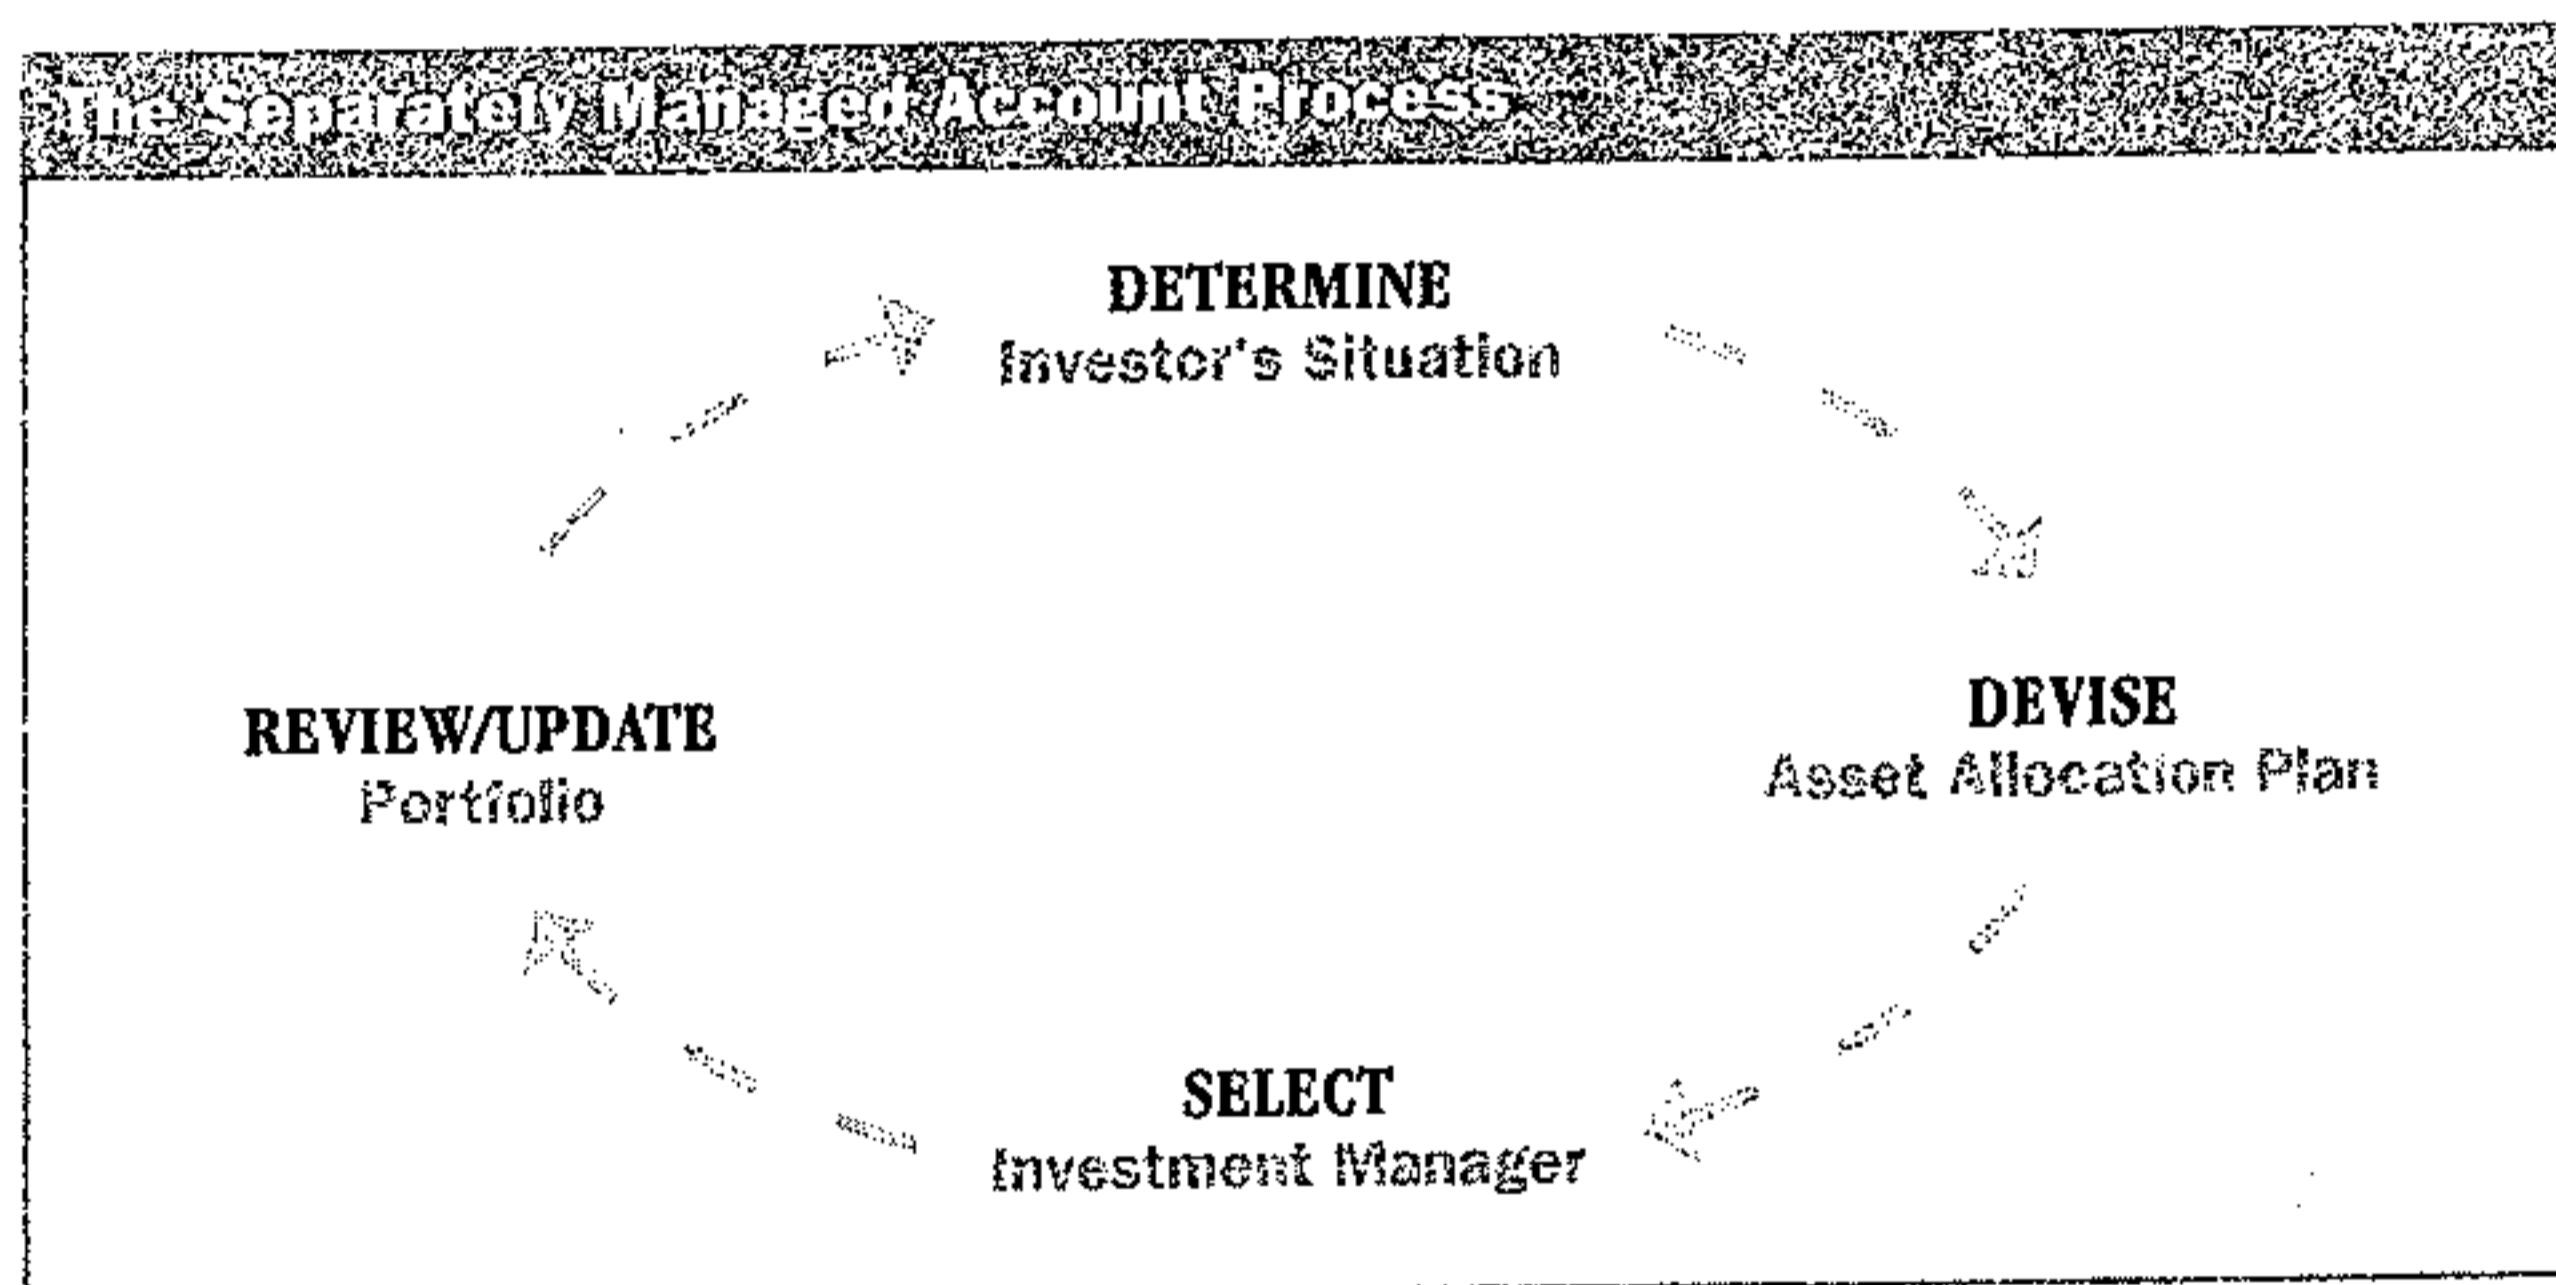 The Separately Managed Account Process
DETERMINE
Investor's Situation
DEVISE
Asset Allocation Plan
SELECT
Investment Manager
REVIEW/UPDATE
Portfolio